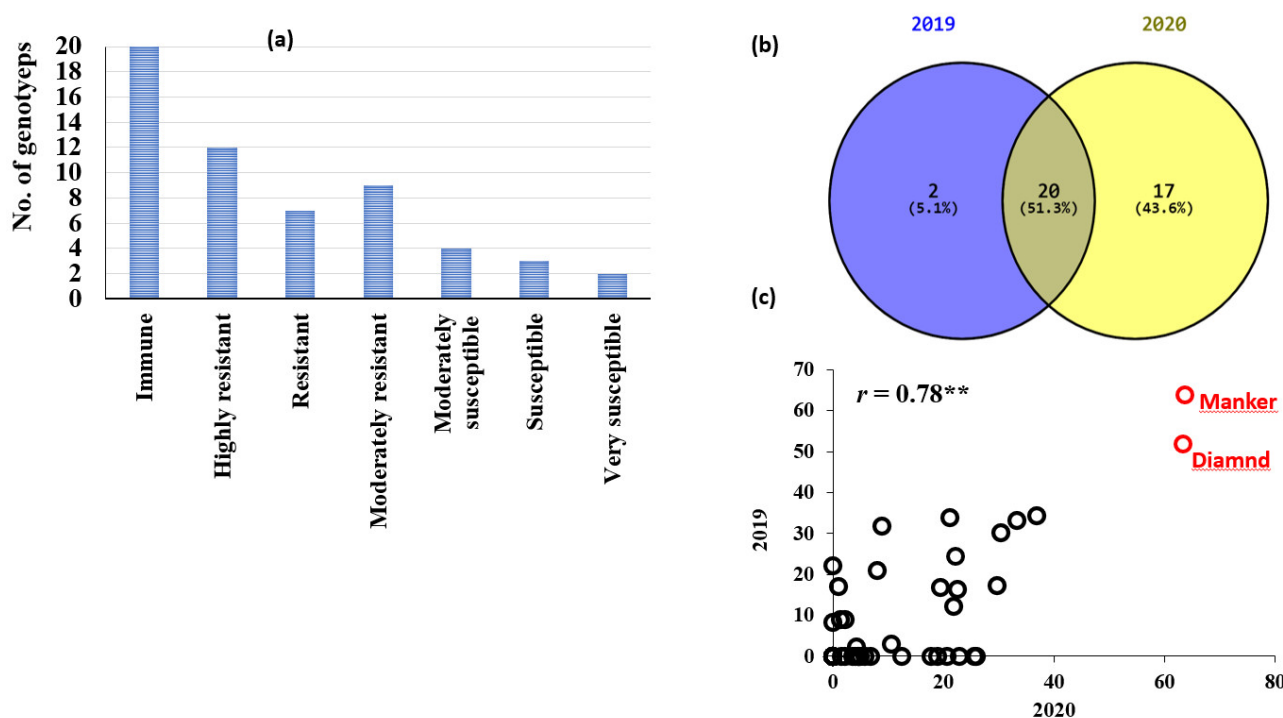 (a)
No. of genotyeps
20
18
16
14
12
10
8
6
4
2
0
Immune
Highly resistant
Resistant
Moderately resistant
Moderately
susceptible
Susceptible
Very susceptible
(b)
2019
2020
2
(5.1%)
20
(51.3%)
17
(43.6%)
(c)
r = 0.78**
Manker
Diamnd
2019
70
60
50
40
30
20
10
0
0
20
40
60
80
2020